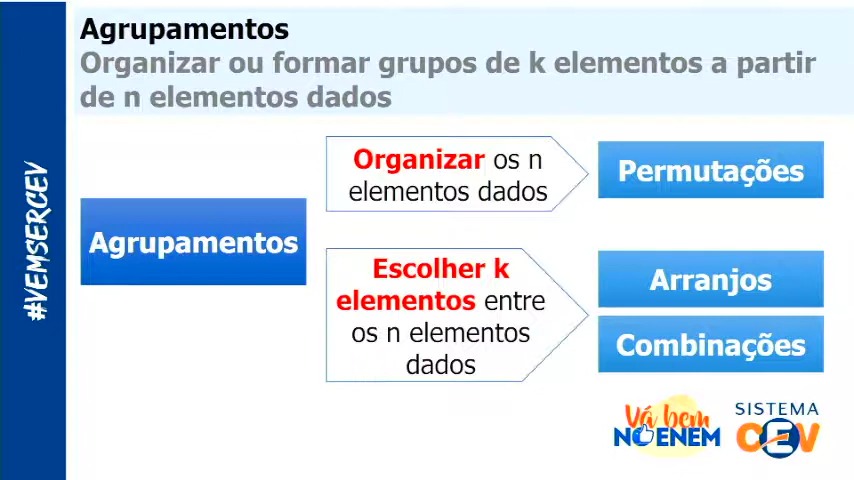 Agrupamentos
Organizar ou formar grupos de k elementos a partir
de n elementos dados
#VEMSERCEV
Agrupamentos
Organizar os n
elementos dados
Permutações
Escolher k
elementos entre
os n elementos
dados
Arranjos
Combinações
Vá bem
NO ENEM
SISTEMA
CEV